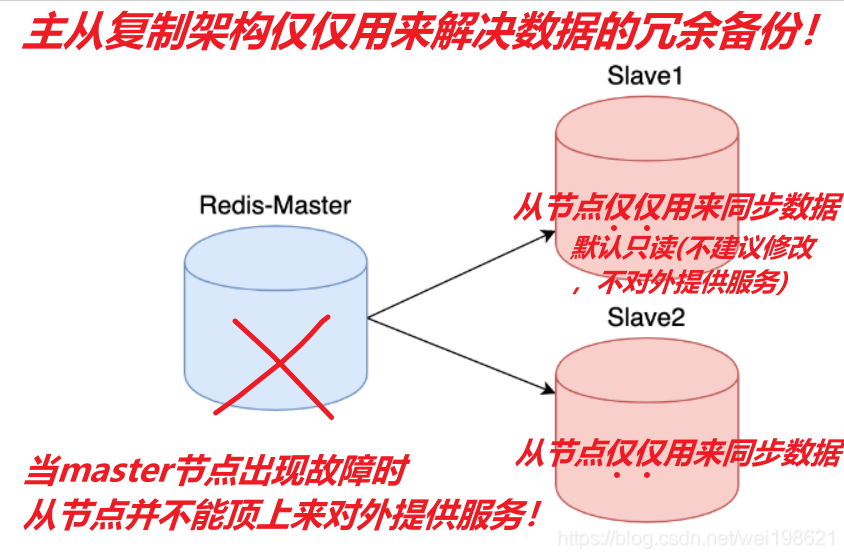 主从复制架构仅仅用来解决数据的冗余备份！
Slave1
Redis-Master
从节点仅仅用来同步数据
默认只读(不建议修改
，不对外提供服务)
Slave2
从节点仅仅用来同步数据
当master节点出现故障时
从节点并不能顶上来对外提供服务！
https://blog.csdn.net/wei198621